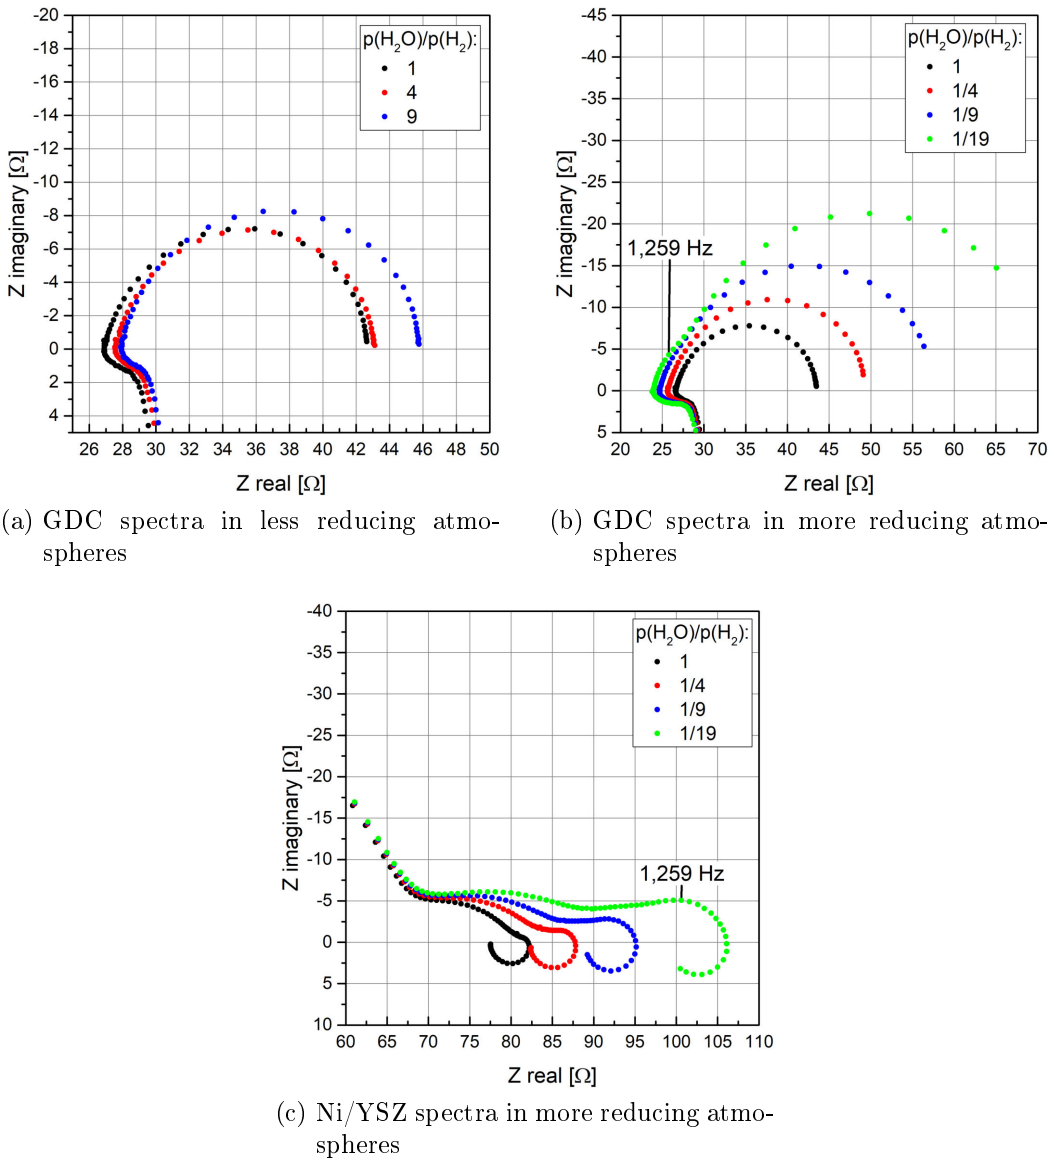 -20
-18
-16
-14
-12
-10
-8
-6
-4
-2
0
2
4
Z imaginary [Ω]
p(H₂O)/p(H₂):
1
4
9
26 28 30 32 34 36 38 40 42 44 46 48 50
Z real [Ω]
(a) GDC spectra in less reducing atmo-
spheres
-45
-40
-35
-30
-25
-20
-15
-10
-5
0
5
Z imaginary [Ω]
p(H₂O)/p(H₂):
1
1/4
1/9
1/19
1,259 Hz
20 25 30 35 40 45 50 55 60 65 70
Z real [Ω]
(b) GDC spectra in more reducing atmo-
spheres
-40
-35
-30
-25
-20
-15
-10
-5
0
5
10
Z imaginary [Ω]
p(H₂O)/p(H₂):
1
1/4
1/9
1/19
1,259 Hz
60 65 70 75 80 85 90 95 100 105 110
Z real [Ω]
(c) Ni/YSZ spectra in more reducing atmo-
spheres